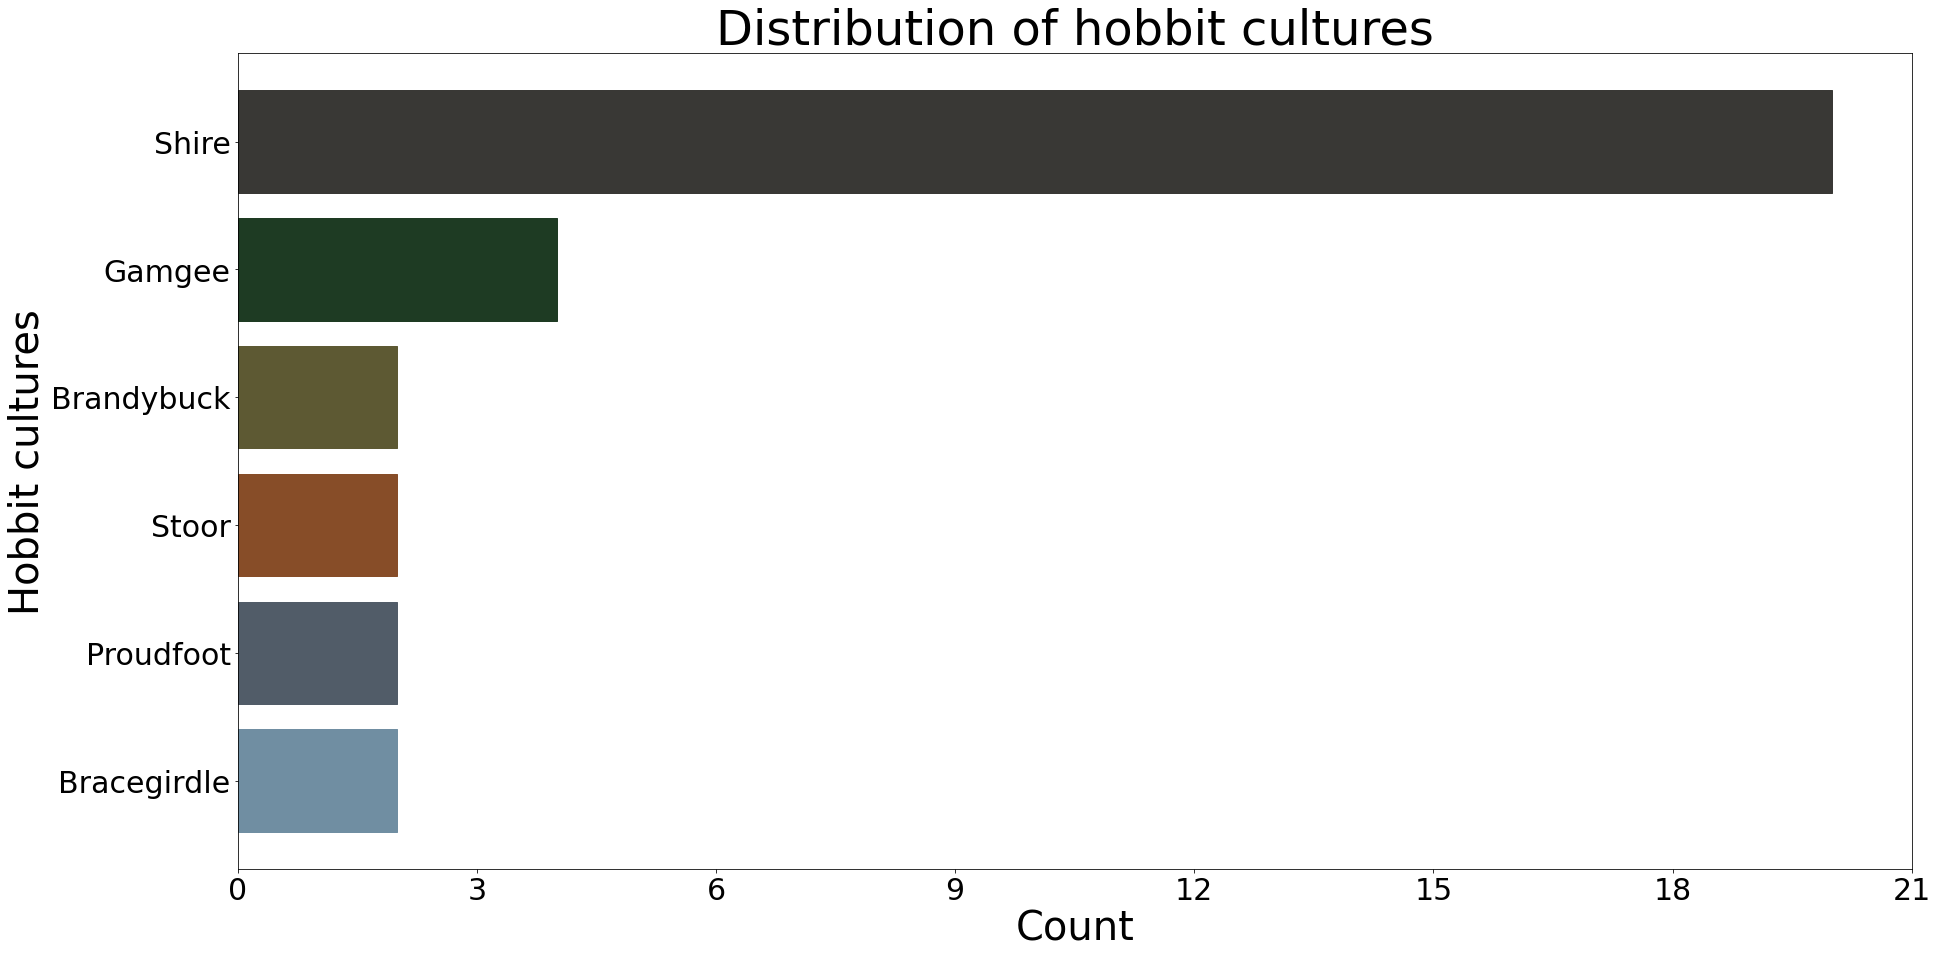 Distribution of hobbit cultures
Hobbit cultures
Shire
Gamgee
Brandybuck
Stoor
Proudfoot
Bracegirdle
0 3 6 9 12 15 18 21
Count